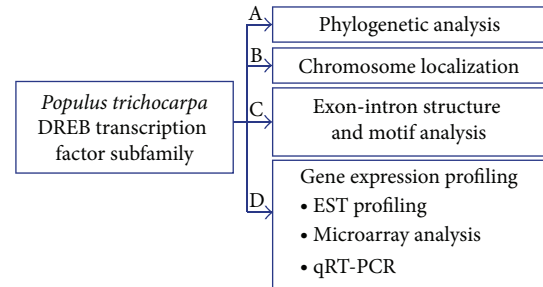 Populus trichocarpa
DREB transcription
factor subfamily
A
Phylogenetic analysis
B
Chromosome localization
C
Exon-intron structure
and motif analysis
D
Gene expression profiling
• EST profiling
• Microarray analysis
• qRT-PCR